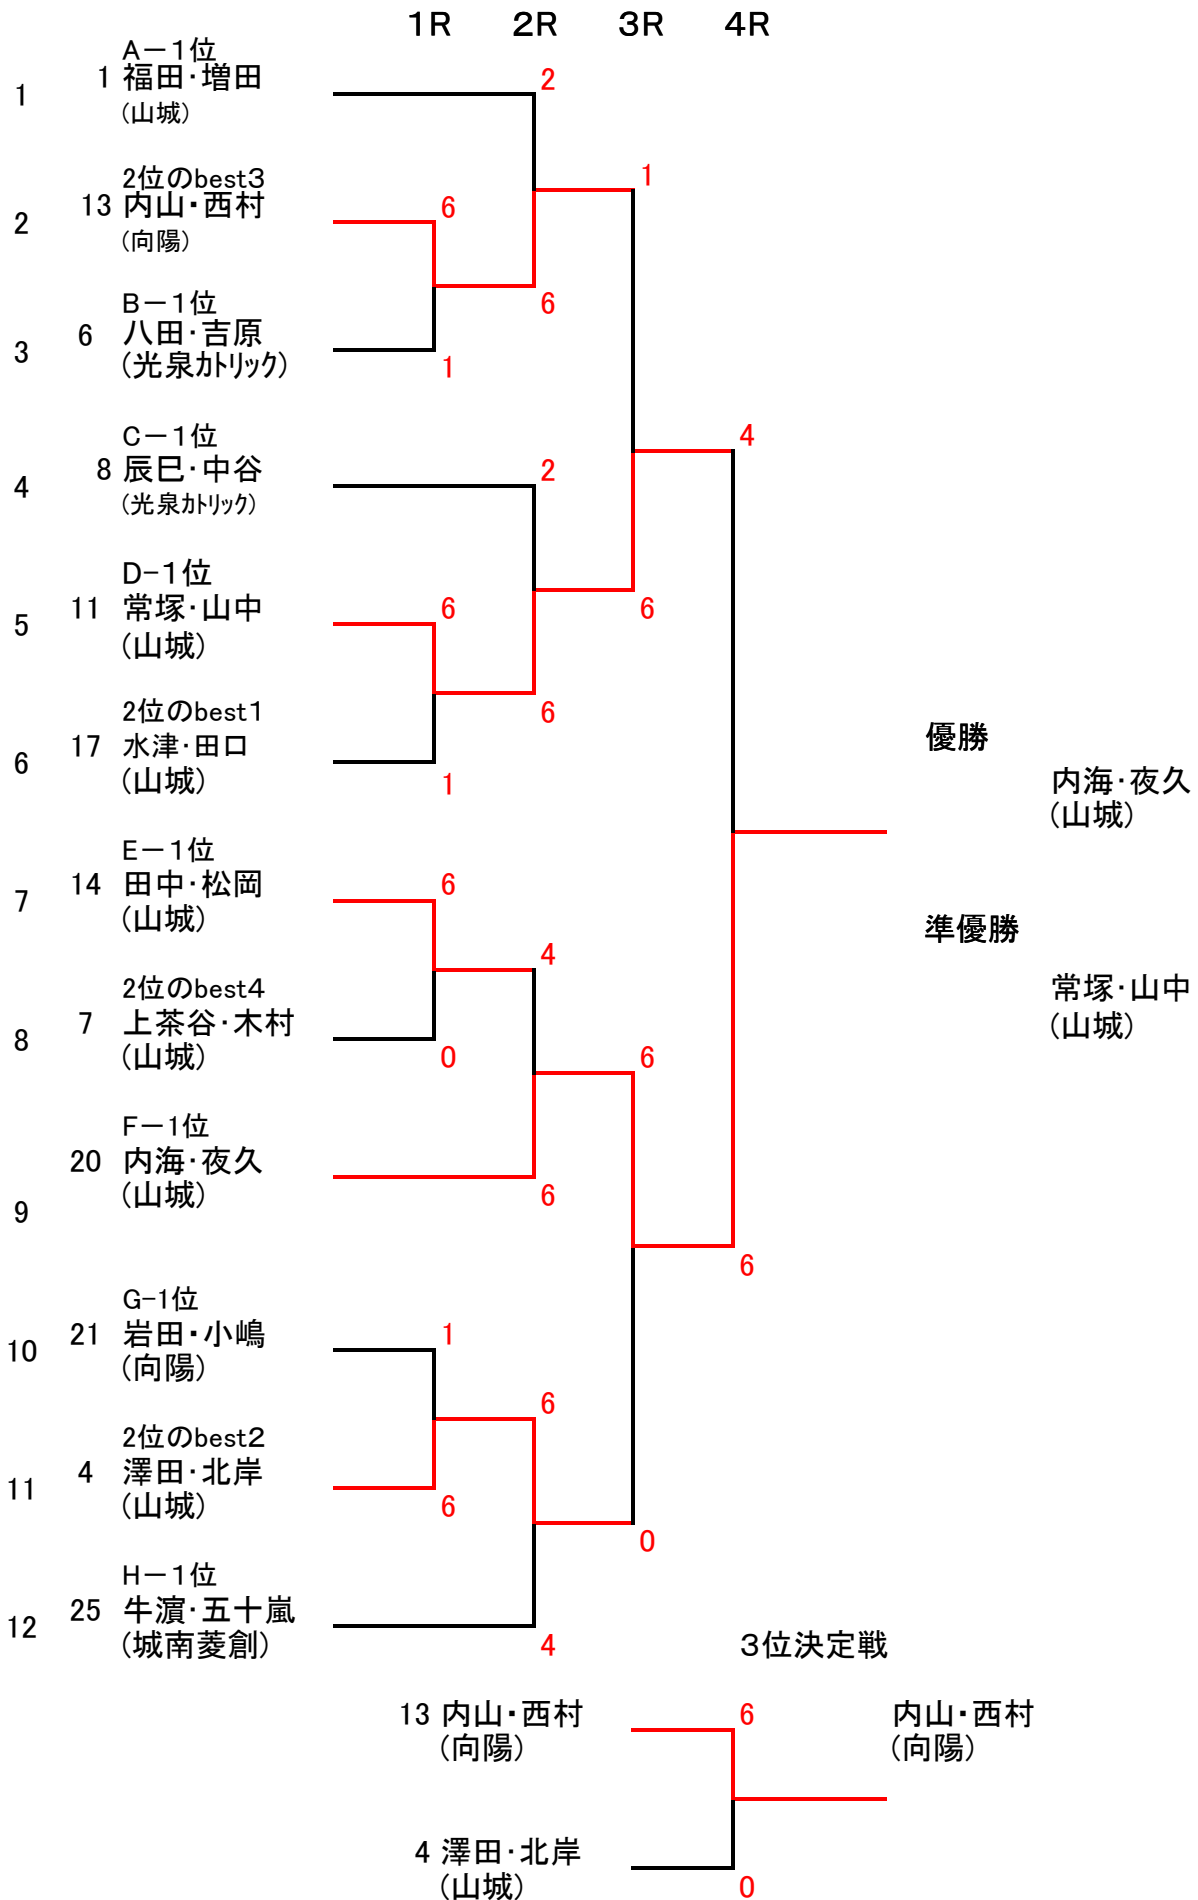 1R 2R 3R 4R
A－1位
1 1 福田・増田 2
(山城)
2位のbest3 1
2 13 内山・西村 6
(向陽)
B－1位 6
3 6 八田・吉原
(光泉カトリック) 1
C－1位 4
4 8 辰巳・中谷 2
(光泉カトリック)
D-1位
5 11 常塚・山中 6 6
(山城)
2位のbest1 6
6 17 水津・田口
(山城) 1
優勝
内海・夜久
(山城)
E－1位
7 14 田中・松岡 6
(山城)
準優勝
常塚・山中
(山城)
4
2位のbest4
8 7 上茶谷・木村
(山城) 0 6
F－1位
20 内海・夜久
(山城) 6
9
6
G-1位
10 21 岩田・小嶋 1
(向陽)
6
2位のbest2
11 4 澤田・北岸
(山城) 6
0
H－1位
12 25 牛濵・五十嵐
(城南菱創) 4
3位決定戦
13 内山・西村 6 内山・西村
(向陽) (向陽)
4 澤田・北岸
(山城) 0